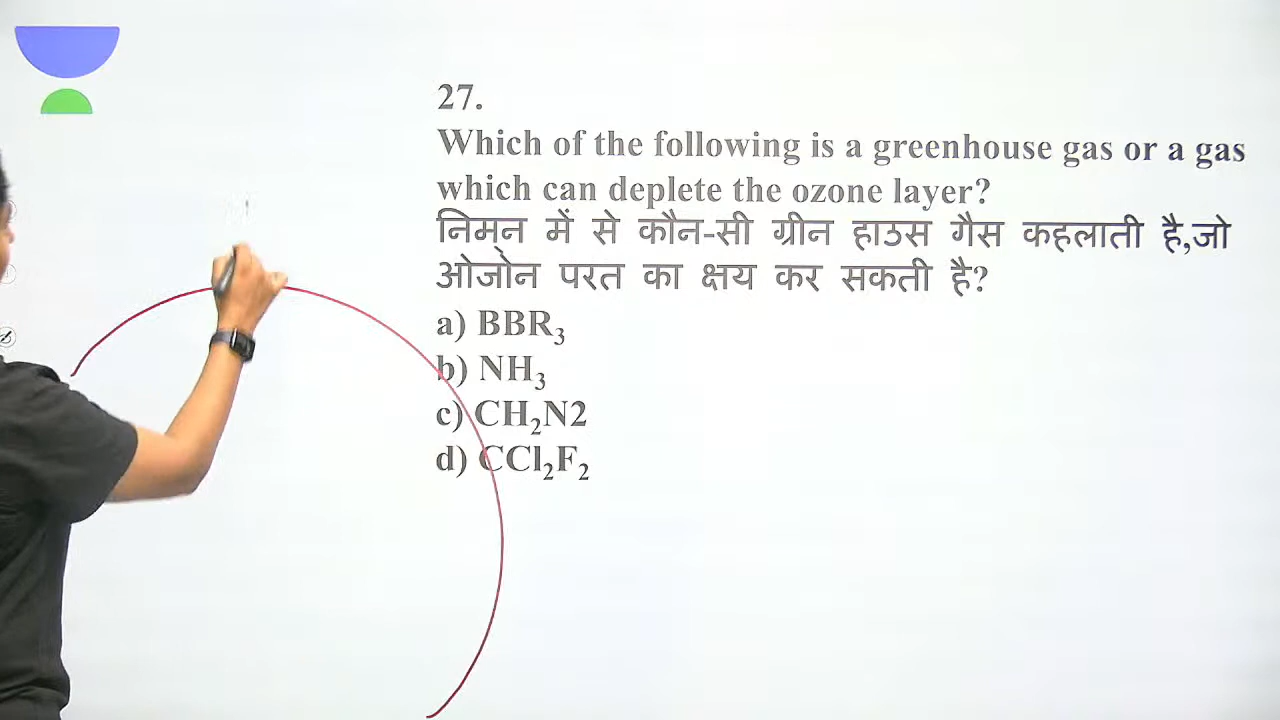 27.
Which of the following is a greenhouse gas or a gas
which can deplete the ozone layer?
निम्न में से कौन-सी ग्रीन हाउस गैस कहलाती है,जो
ओजोन परत का क्षय कर सकती है?
a) BBR₃
b) NH₃
c) CH₂N2
d) CCl₂F₂